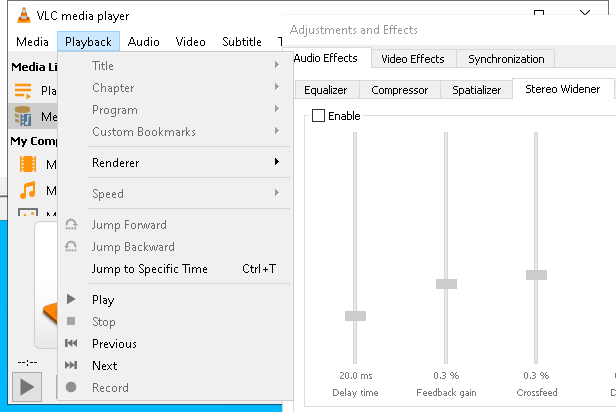 VLC media player
Media Playback Audio Video Subtitle
Media Li
Pla
Me
My Comp
M
M
M
--:--
Title
Chapter
Program
Custom Bookmarks
Renderer
Speed
Jump Forward
Jump Backward
Jump to Specific Time Ctrl+T
Play
Stop
Previous
Next
Record
Adjustments and Effects
Audio Effects Video Effects Synchronization
Equalizer Compressor Spatializer Stereo Widener
Enable
20.0 ms 0.3 % 0.3 %
Delay time Feedback gain Crossfeed D